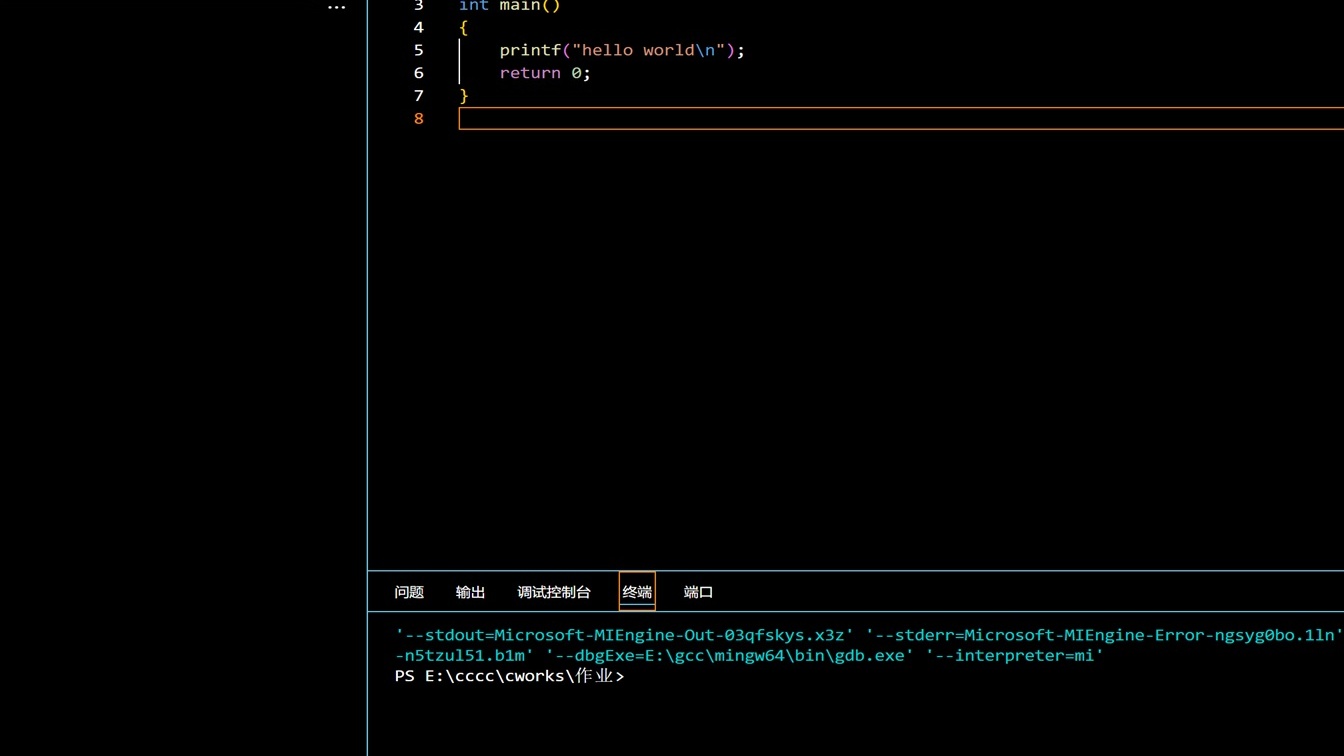 ...
3 int main()
4 {
5 printf("hello world\n");
6 return 0;
7 }
8
问题 输出 调试控制台 终端 端口
'--stdout=Microsoft-MIEngine-Out-03qfskys.x3z' '--stderr=Microsoft-MIEngine-Error-ngsyg0bo.1ln'
-n5tzul51.b1m' '--dbgExe=E:\gcc\mingw64\bin\gdb.exe' '--interpreter=mi'
PS E:\cccc\cworks\作业>